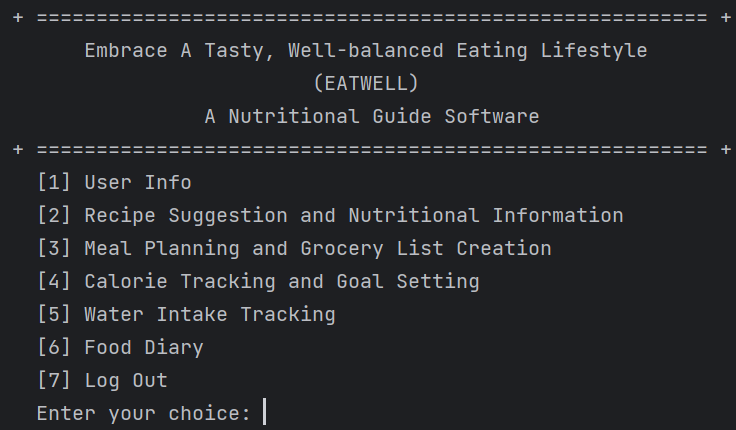 + ======================================================== +
Embrace A Tasty, Well-balanced Eating Lifestyle
(EATWELL)
A Nutritional Guide Software
+ ======================================================== +
[1] User Info
[2] Recipe Suggestion and Nutritional Information
[3] Meal Planning and Grocery List Creation
[4] Calorie Tracking and Goal Setting
[5] Water Intake Tracking
[6] Food Diary
[7] Log Out
Enter your choice: